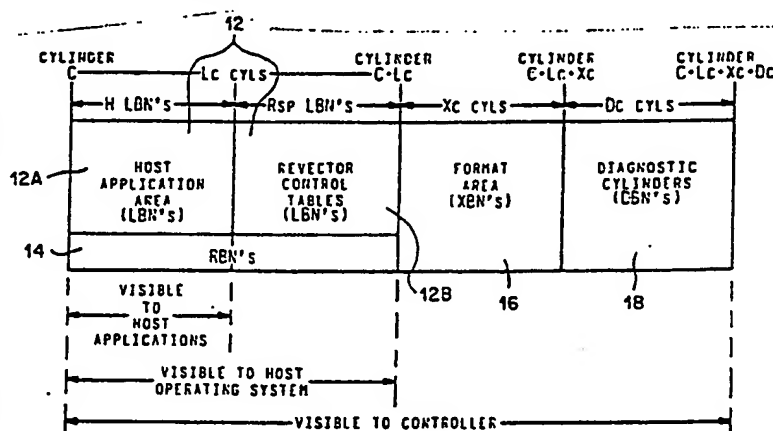 12
CYLINDER CYLINDER CYLINDER CYLINDER
C LC CYLS C+LC C+LC+XC C+LC+XC+DC
H LBN'S RSP LBN'S XC CYLS DC CYLS
12A
HOST APPLICATION AREA (LBN'S)
REVECTOR CONTROL TABLES (LBN'S)
FORMAT AREA (XBN'S)
DIAGNOSTIC CYLINDERS (DBN'S)
14
RBN'S
12B
16
18
VISIBLE TO HOST APPLICATIONS
VISIBLE TO HOST OPERATING SYSTEM
VISIBLE TO CONTROLLER